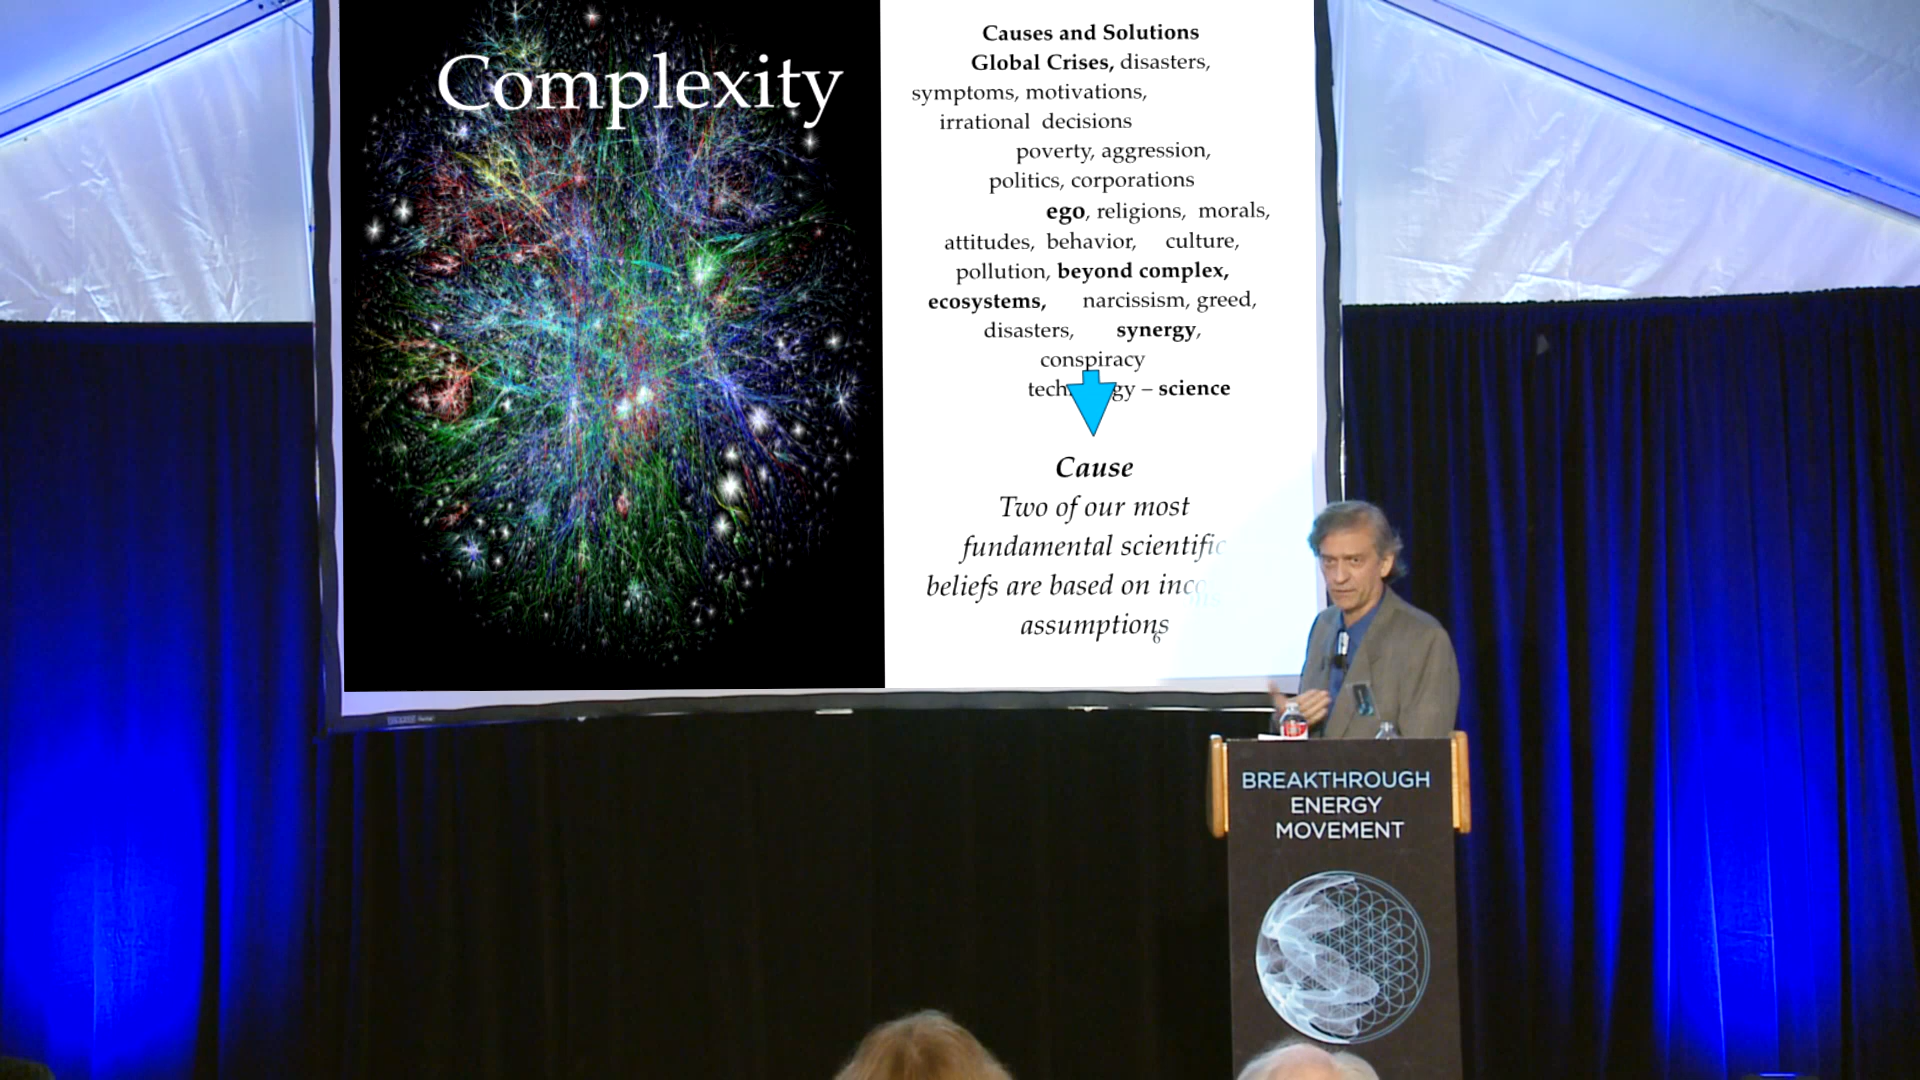 Complexity
Causes and Solutions
Global Crises, disasters,
symptoms, motivations,
irrational decisions
poverty, aggression,
politics, corporations
ego, religions, morals,
attitudes, behavior, culture,
pollution, beyond complex,
ecosystems, narcissism, greed,
disasters, synergy,
conspiracy
– science
Cause
Two of our most
fundamental scientific
beliefs are based on
assumptions
6
BREAKTHROUGH
ENERGY
MOVEMENT